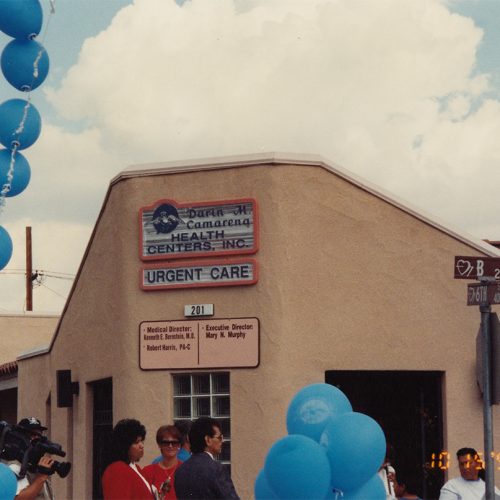 Darin M.
Camarena
HEALTH
CENTERS, INC.
URGENT CARE
201
· Medical Director:
Kenneth E. Bernstein, M.D.
· Robert Harris, PA-C
· Executive Director:
Mary N. Murphy
B
6TH